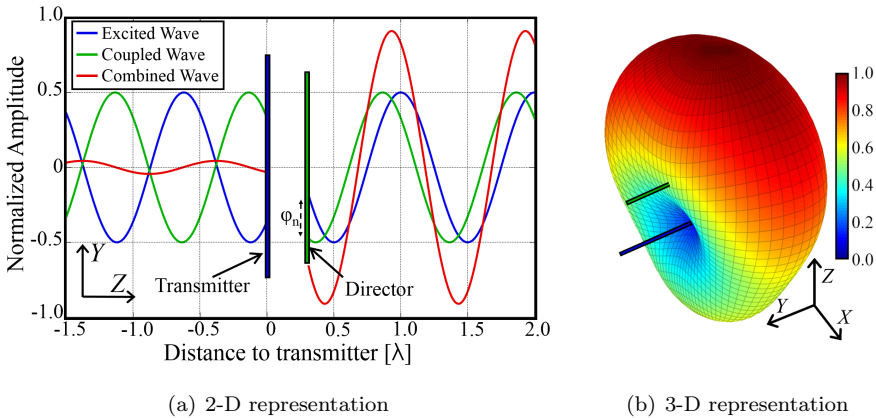 Normalized Amplitude
1.0
0.5
0
-0.5
-1.0
Excited Wave
Coupled Wave
Combined Wave
φn
Y
Z
Transmitter
Director
-1.5 -1.0 -0.5 0 0.5 1.0 1.5 2.0
Distance to transmitter [λ]
(a) 2-D representation
1.0
0.8
0.6
0.4
0.2
0.0
Z
Y
X
(b) 3-D representation